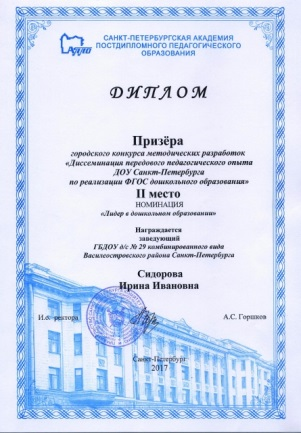 САНКТ-ПЕТЕРБУРГСКАЯ АКАДЕМИЯ
ПОСТДИПЛОМНОГО ПЕДАГОГИЧЕСКОГО
ОБРАЗОВАНИЯ
ДИПЛОМ
Призёра
городского конкурса методических разработок
«Диссеминация передового педагогического опыта
ДОУ Санкт-Петербурга
по реализации ФГОС дошкольного образования»
II место
НОМИНАЦИЯ
«Лидер в дошкольном образовании»
Награждается
заведующий
ГБДОУ д/с № 29 комбинированного вида
Василеостровского района Санкт-Петербурга
Сидорова
Ирина Ивановна
И.о. ректора
А.С. Горшков
Санкт-Петербург
2017